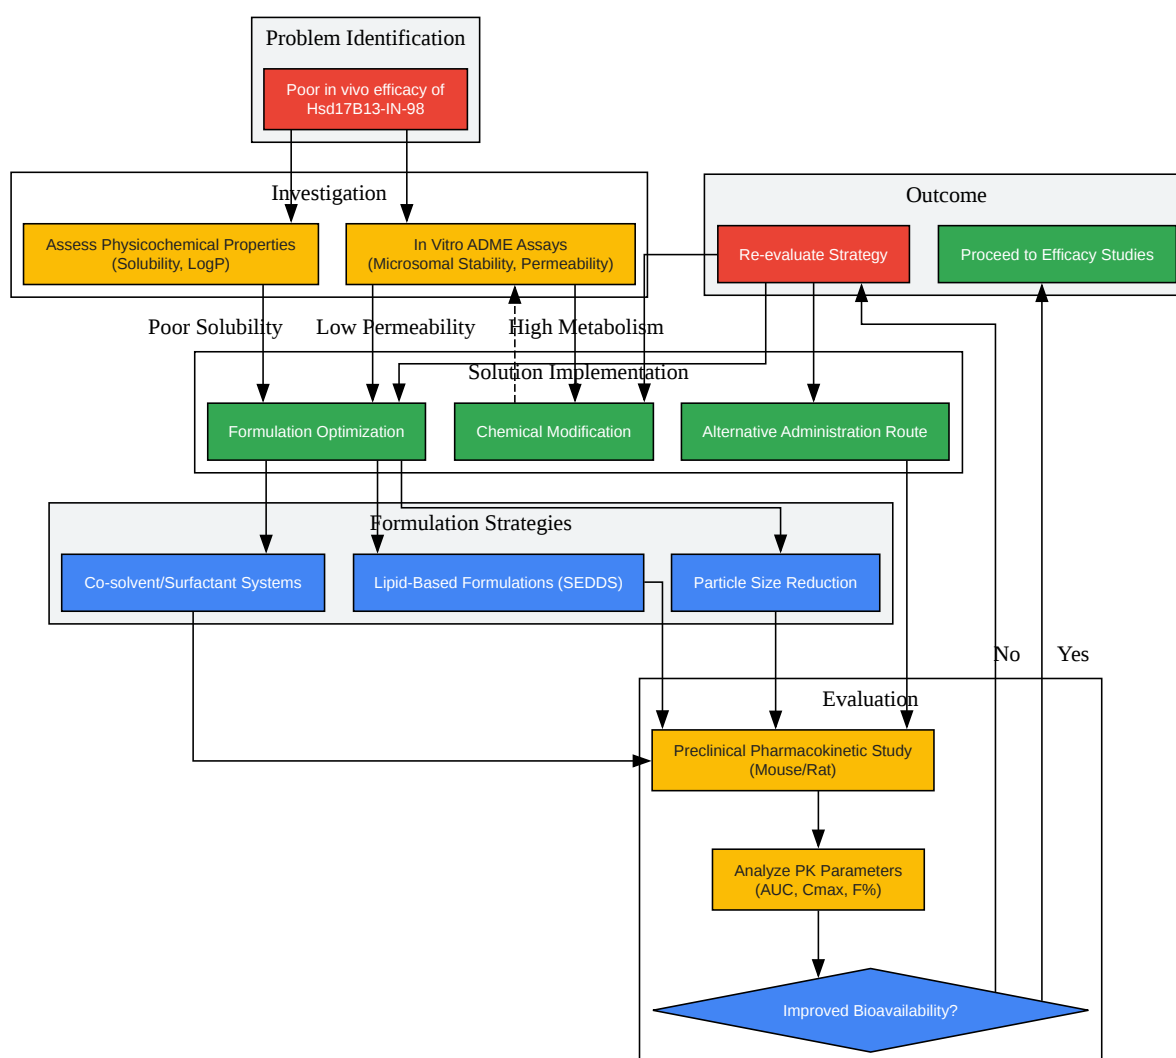 Problem Identification
Poor in vivo efficacy of
Hsd17B13-IN-98
Investigation
Assess Physicochemical Properties
(Solubility, LogP)
In Vitro ADME Assays
(Microsomal Stability, Permeability)
Outcome
Re-evaluate Strategy
Proceed to Efficacy Studies
Poor Solubility
Low Permeability
High Metabolism
Solution Implementation
Formulation Optimization
Chemical Modification
Alternative Administration Route
Formulation Strategies
Co-solvent/Surfactant Systems
Lipid-Based Formulations (SEDDS)
Particle Size Reduction
No
Yes
Evaluation
Preclinical Pharmacokinetic Study
(Mouse/Rat)
Analyze PK Parameters
(AUC, Cmax, F%)
Improved Bioavailability?